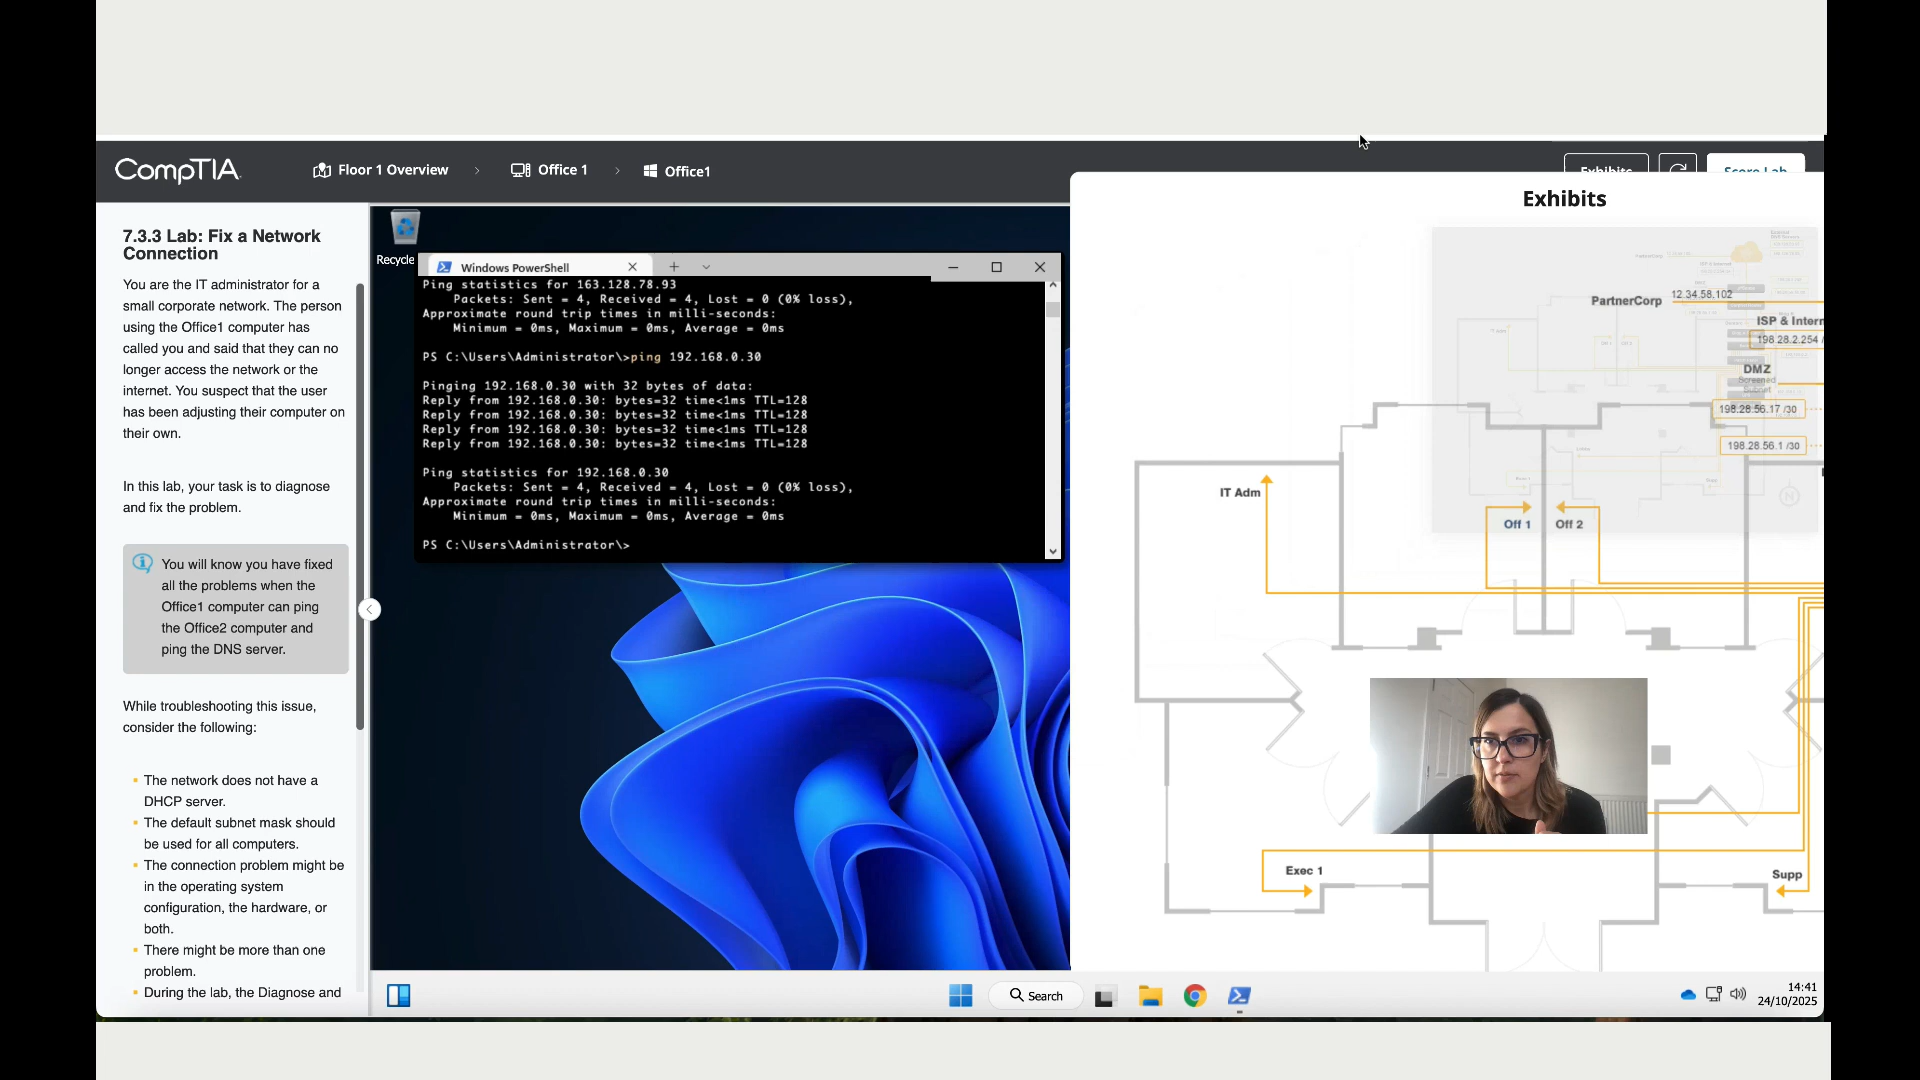 CompTIA.
Floor 1 Overview
Office 1
Office1
Exhibits
Score Lab
7.3.3 Lab: Fix a Network
Connection
You are the IT administrator for a
small corporate network. The person
using the Office1 computer has
called you and said that they can no
longer access the network or the
internet. You suspect that the user
has been adjusting their computer on
their own.
In this lab, your task is to diagnose
and fix the problem.
You will know you have fixed
all the problems when the
Office1 computer can ping
the Office2 computer and
ping the DNS server.
While troubleshooting this issue,
consider the following:
The network does not have a
DHCP server.
The default subnet mask should
be used for all computers.
The connection problem might be
in the operating system
configuration, the hardware, or
both.
There might be more than one
problem.
During the lab, the Diagnose and
Recycle
Windows PowerShell
Ping statistics for 163.128.78.93
Packets: Sent = 4, Received = 4, Lost = 0 (0% loss),
Approximate round trip times in milli-seconds:
Minimum = 0ms, Maximum = 0ms, Average = 0ms
PS C:\Users\Administrator\>ping 192.168.0.30
Pinging 192.168.0.30 with 32 bytes of data:
Reply from 192.168.0.30: bytes=32 time<1ms TTL=128
Reply from 192.168.0.30: bytes=32 time<1ms TTL=128
Reply from 192.168.0.30: bytes=32 time<1ms TTL=128
Reply from 192.168.0.30: bytes=32 time<1ms TTL=128
Ping statistics for 192.168.0.30
Packets: Sent = 4, Received = 4, Lost = 0 (0% loss),
Approximate round trip times in milli-seconds:
Minimum = 0ms, Maximum = 0ms, Average = 0ms
PS C:\Users\Administrator\>
Exhibits
PartnerCorp
12.34.58.102
ISP & Intern
198.28.2.254 /
DMZ
Screened
Subnet
198.28.56.17 /30
198.28.56.1 /30
IT Adm
Off 1
Off 2
N
Exec 1
Supp
Search
14:41
24/10/2025